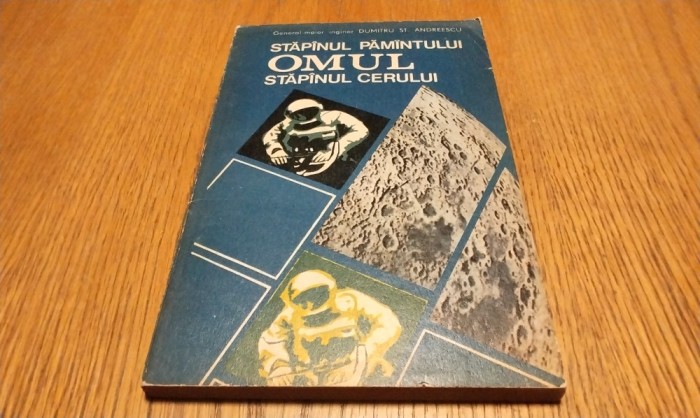 General-maior inginer DUMITRU ST. ANDREESCU
STĂPÎNUL PĂMÎNTULUI
OMUL
STĂPÎNUL CERULUI